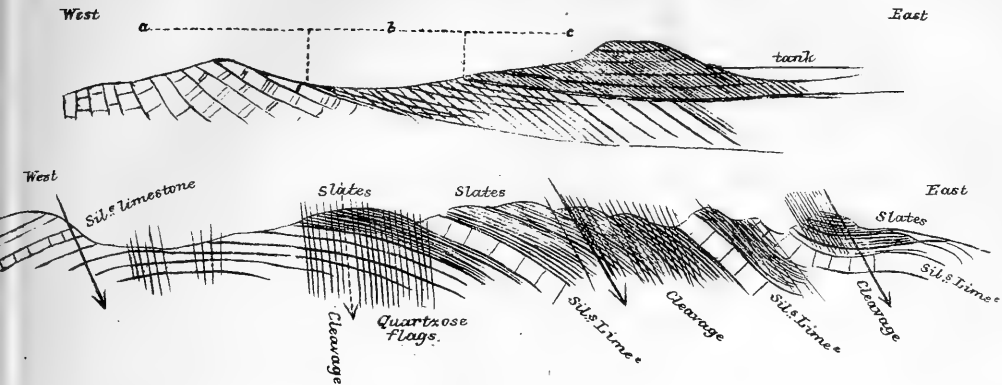 West
East
a
b
c
tank
West
East
Sil.s limestone
Slates
Slates
Slates
Cleavage
Quartzose
flags.
Sil.s Lime e
Cleavage
Sil.s Lime e
Cleavage
Sil.s Lime e